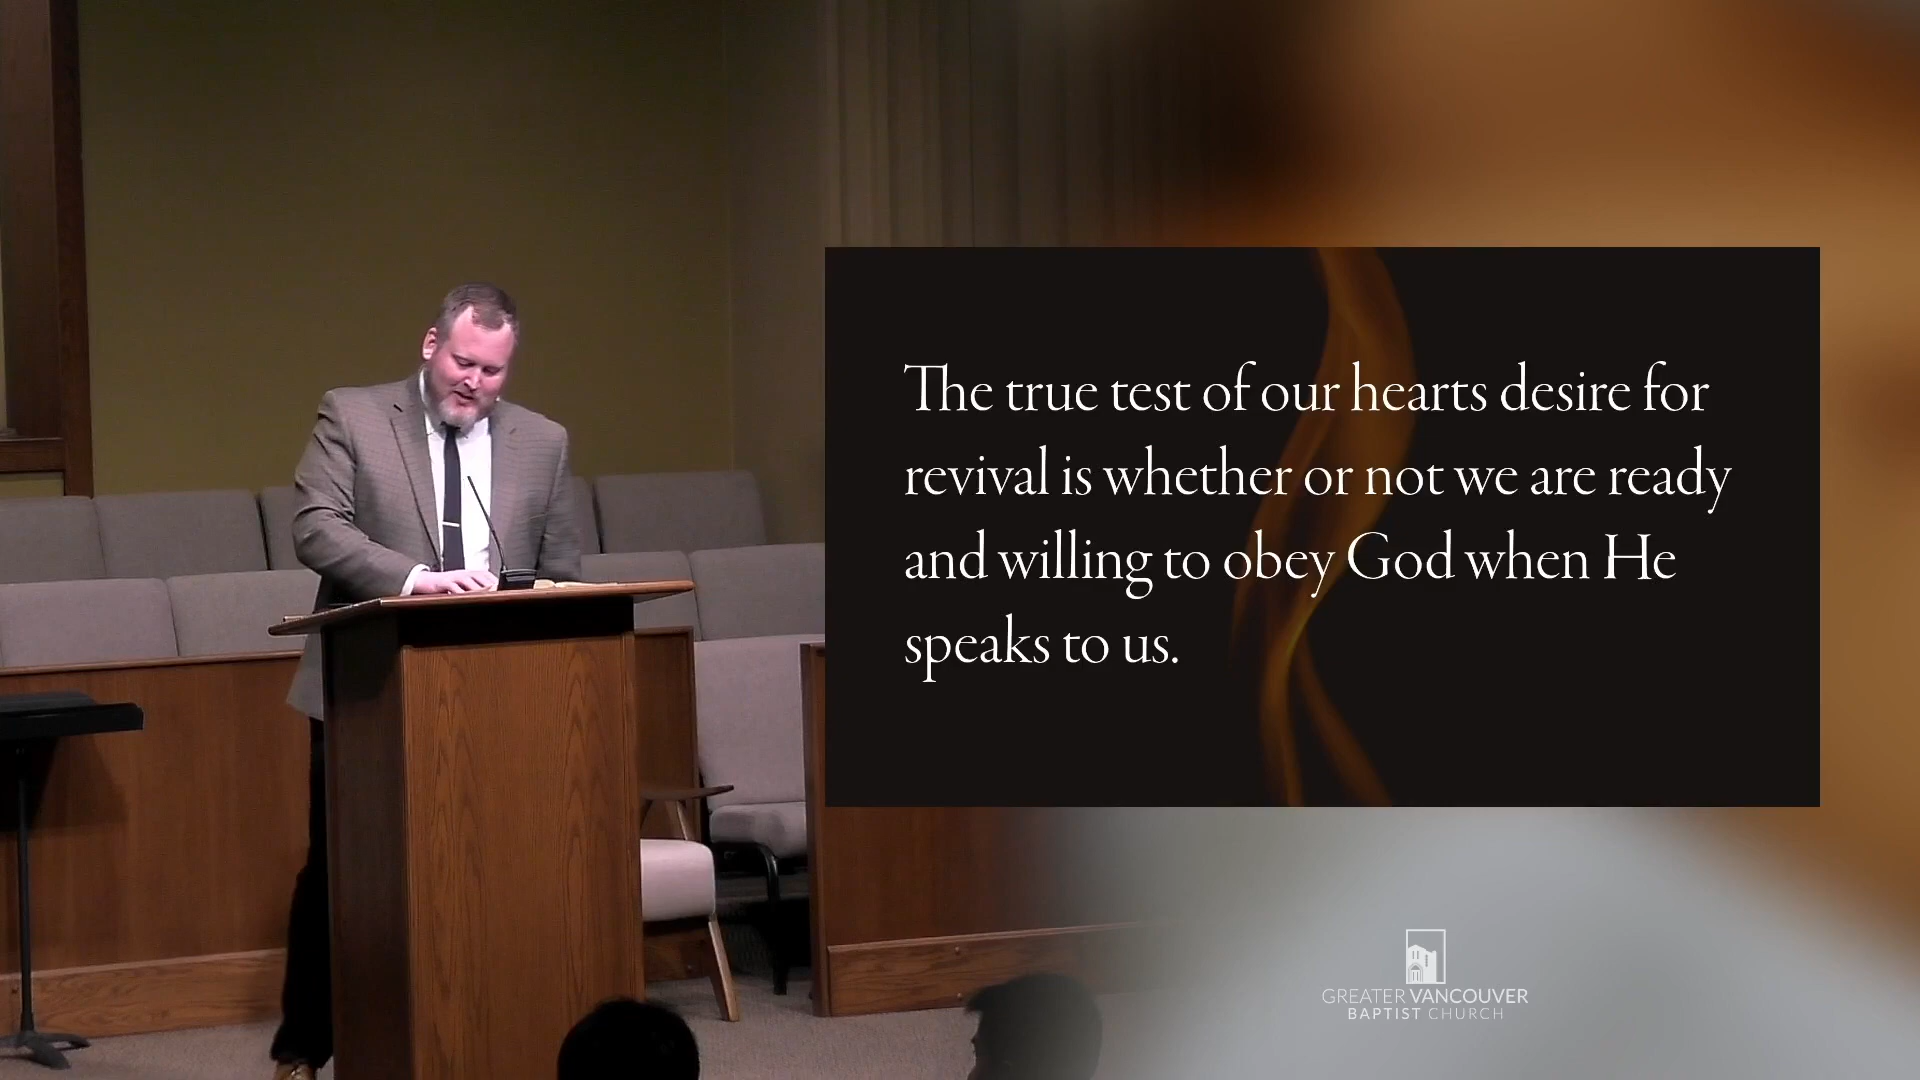 The true test of our hearts desire for
revival is whether or not we are ready
and willing to obey God when He
speaks to us.
GREATER VANCOUVER
BAPTIST CHURCH